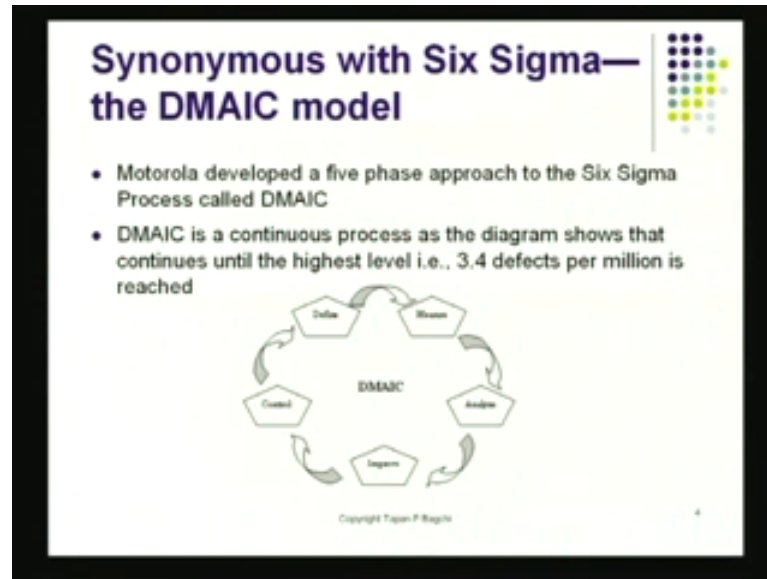 Synonymous with Six Sigma—
the DMAIC model
• Motorola developed a five phase approach to the Six Sigma
Process called DMAIC
• DMAIC is a continuous process as the diagram shows that
continues until the highest level i.e., 3.4 defects per million is
reached
Define
Measure
DMAIC
Control
Analyze
Improve
Copyright Tapan P Bagchi
4